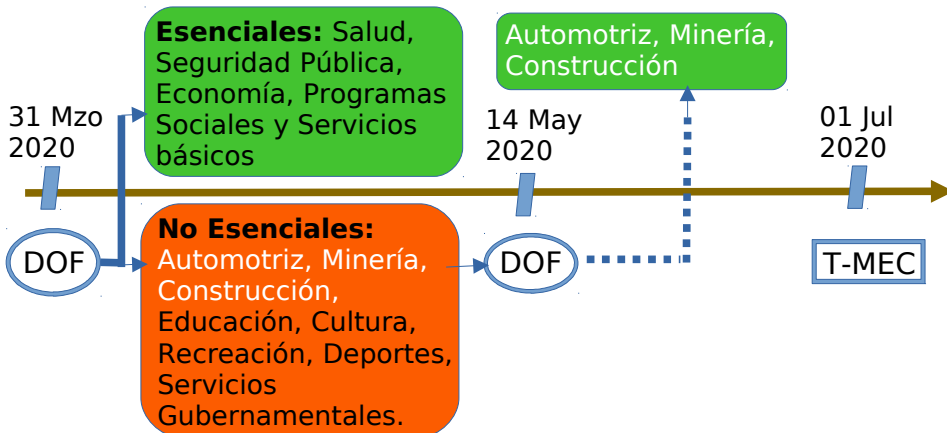 31 Mzo
2020
Esenciales: Salud,
Seguridad Pública,
Economía, Programas
Sociales y Servicios
básicos
14 May
2020
Automotriz, Minería,
Construcción
01 Jul
2020
DOF
No Esenciales:
Automotriz, Minería,
Construcción,
Educación, Cultura,
Recreación, Deportes,
Servicios
Gubernamentales.
DOF
T-MEC